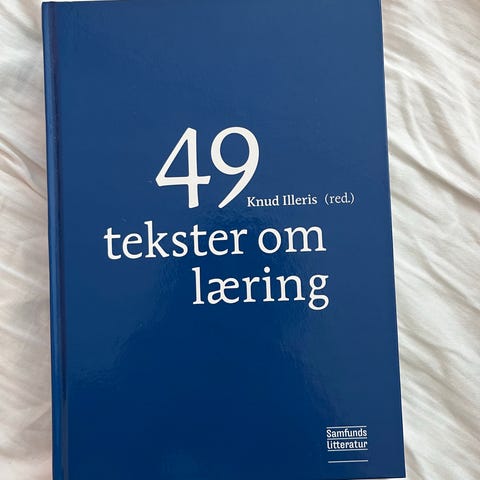 49
Knud Illeris (red.)
tekster om
læring
Samfunds
litteratur